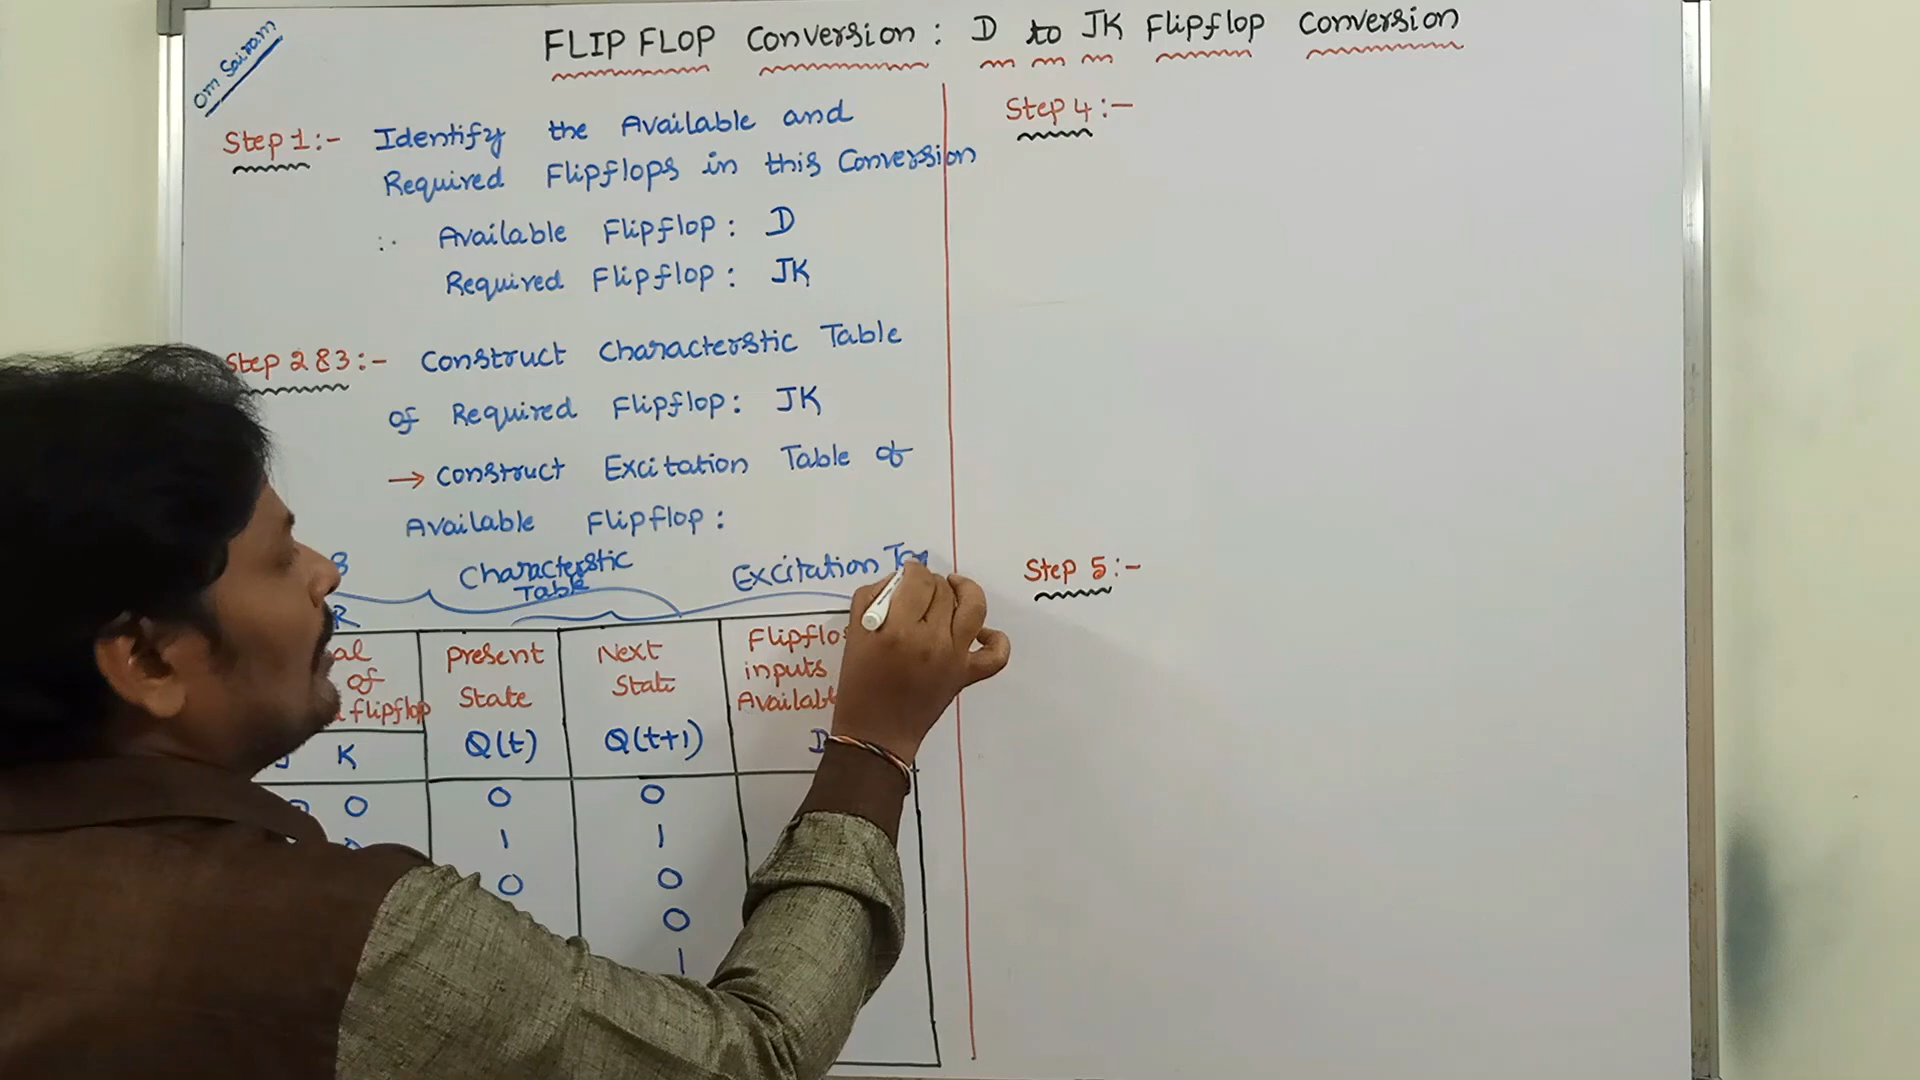 Om Sairam
FLIP FLOP Conversion : D to JK Flipflop Conversion
Step 1 :- Identify the Available and
Required Flipflops in this Conversion
∴ Available Flipflop : D
Required Flipflop : JK
Step 2 & 3 :- Construct Characterstic Table
of Required Flipflop : JK
→ Construct Excitation Table of
Available Flipflop :
Characterstic
Table
Excitation
Present
State
Q(t)
Next
State
Q(t+1)
inputs
of
flipflop
K
0 0 0
1 1
0 0
0
1
Step 4 :-
Step 5 :-